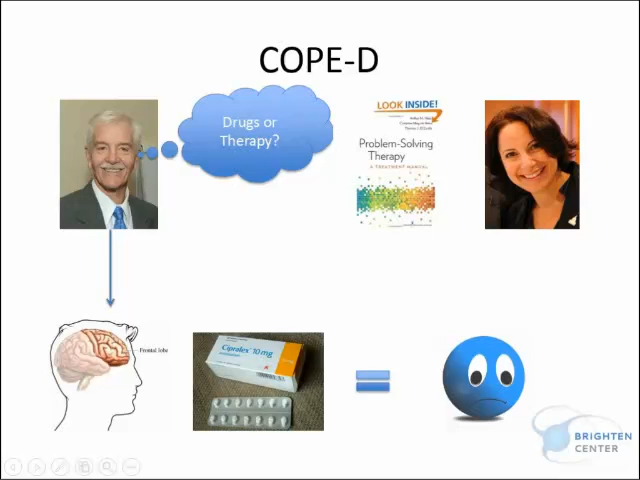 COPE-D
Drugs or
Therapy?
LOOK INSIDE!
Problem-Solving
Therapy
A TREATMENT MANUAL
Frontal lobe
Cipralex 10 mg
BRIGHTEN
CENTER